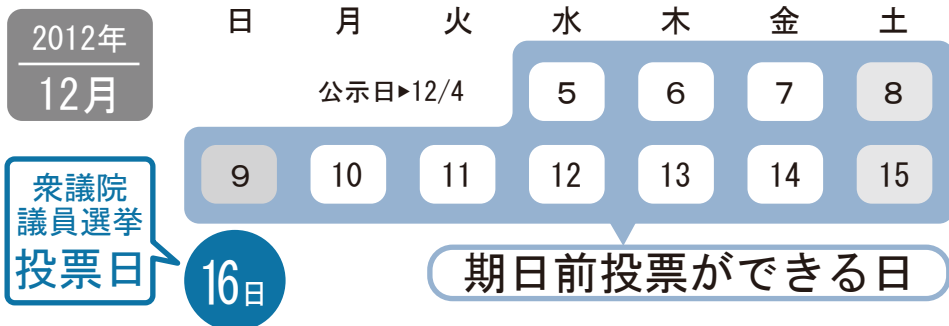 2012年
12月
日 月 火 水 木 金 土
公示日▶12/4
5 6 7 8
9 10 11 12 13 14 15
衆議院
議員選挙
投票日
16日
期日前投票ができる日